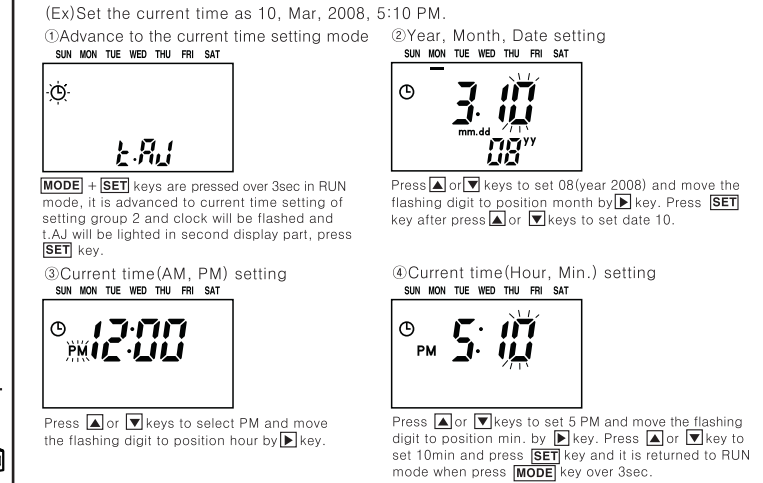 (Ex)Set the current time as 10, Mar, 2008, 5:10 PM.
①Advance to the current time setting mode
SUN MON TUE WED THU FRI SAT
t.AJ
MODE + SET keys are pressed over 3sec in RUN
mode, it is advanced to current time setting of
setting group 2 and clock will be flashed and
t.AJ will be lighted in second display part, press
SET key.
②Year, Month, Date setting
SUN MON TUE WED THU FRI SAT
3. 10
mm.dd
08 yy
Press ▲ or ▼ keys to set 08(year 2008) and move the
flashing digit to position month by ▶ key. Press SET
key after press ▲ or ▼ keys to set date 10.
③Current time(AM, PM) setting
SUN MON TUE WED THU FRI SAT
PM 12:00
Press ▲ or ▼ keys to select PM and move
the flashing digit to position hour by ▶ key.
④Current time(Hour, Min.) setting
SUN MON TUE WED THU FRI SAT
PM 5: 10
Press ▲ or ▼ keys to set 5 PM and move the flashing
digit to position min. by ▶ key. Press ▲ or ▼ key to
set 10min and press SET key and it is returned to RUN
mode when press MODE key over 3sec.